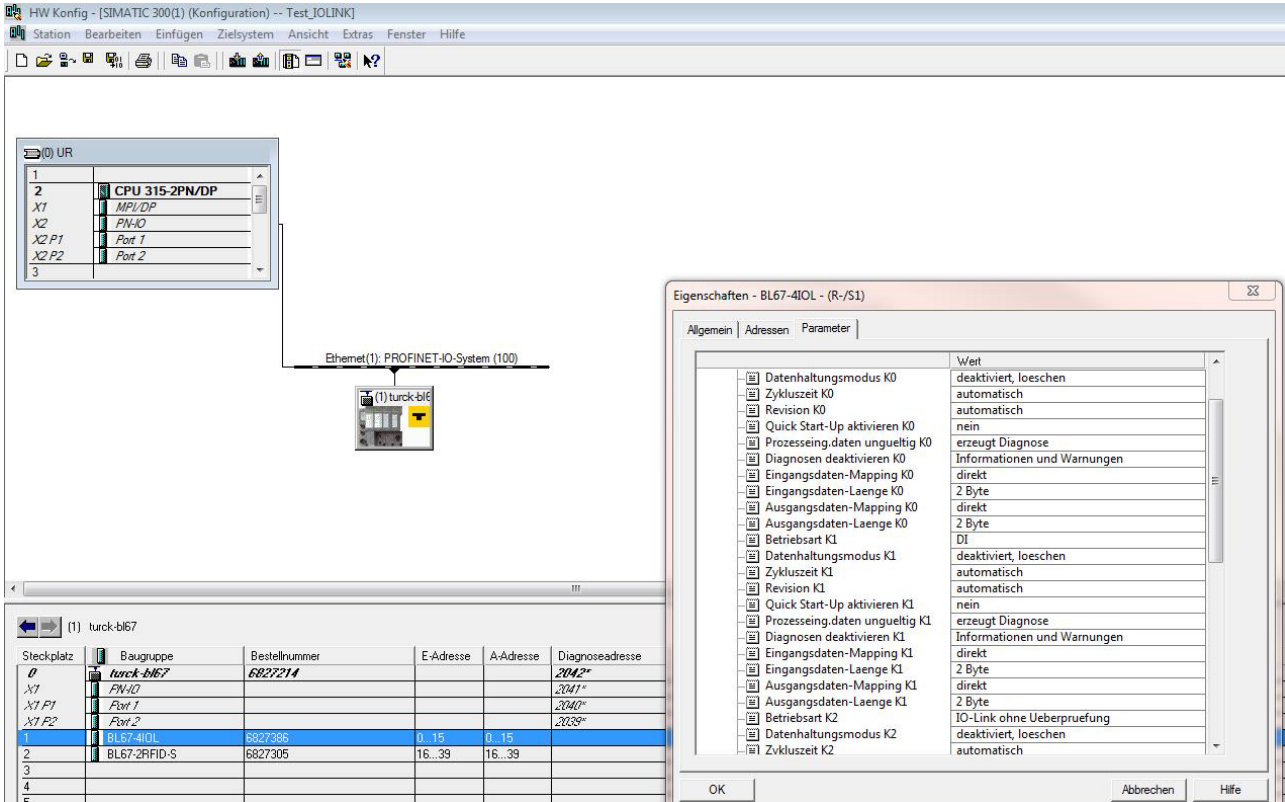 HW Konfig - [SIMATIC 300(1) (Konfiguration) -- Test_IOLINK]
Station Bearbeiten Einfügen Zielsystem Ansicht Extras Fenster Hilfe
(0) UR
1
2 CPU 315-2PN/DP
X1 MPI/DP
X2 PN-IO
X2 P1 Port 1
X2 P2 Port 2
3
Ethernet(1): PROFINET-IO-System (100)
(1) turck-bl6
Eigenschaften - BL67-4IOL - (R-/S1)
Allgemein Adressen Parameter
Wert
Datenhaltungsmodus K0 deaktiviert, loeschen
Zykluszeit K0 automatisch
Revision K0 automatisch
Quick Start-Up aktivieren K0 nein
Prozesseing.daten ungueltig K0 erzeugt Diagnose
Diagnosen deaktivieren K0 Informationen und Warnungen
Eingangsdaten-Mapping K0 direkt
Eingangsdaten-Laenge K0 2 Byte
Ausgangsdaten-Mapping K0 direkt
Ausgangsdaten-Laenge K0 2 Byte
Betriebsart K1 DI
Datenhaltungsmodus K1 deaktiviert, loeschen
Zykluszeit K1 automatisch
Revision K1 automatisch
Quick Start-Up aktivieren K1 nein
Prozesseing.daten ungueltig K1 erzeugt Diagnose
Diagnosen deaktivieren K1 Informationen und Warnungen
Eingangsdaten-Mapping K1 direkt
Eingangsdaten-Laenge K1 2 Byte
Ausgangsdaten-Mapping K1 direkt
Ausgangsdaten-Laenge K1 2 Byte
Betriebsart K2 IO-Link ohne Ueberpruefung
Datenhaltungsmodus K2 deaktiviert, loeschen
Zykluszeit K2 automatisch
OK Abbrechen Hilfe
(1) turck-bl67
Steckplatz Baugruppe Bestellnummer E-Adresse A-Adresse Diagnoseadresse
0 turck-bl67 6827214 2042*
X1 PN-IO 2041*
X1 P1 Port 1 2040*
X1 P2 Port 2 2039*
1 BL67-4IOL 6827386 0...15 0...15
2 BL67-2RFID-S 6827305 16...39 16...39
3
4
5